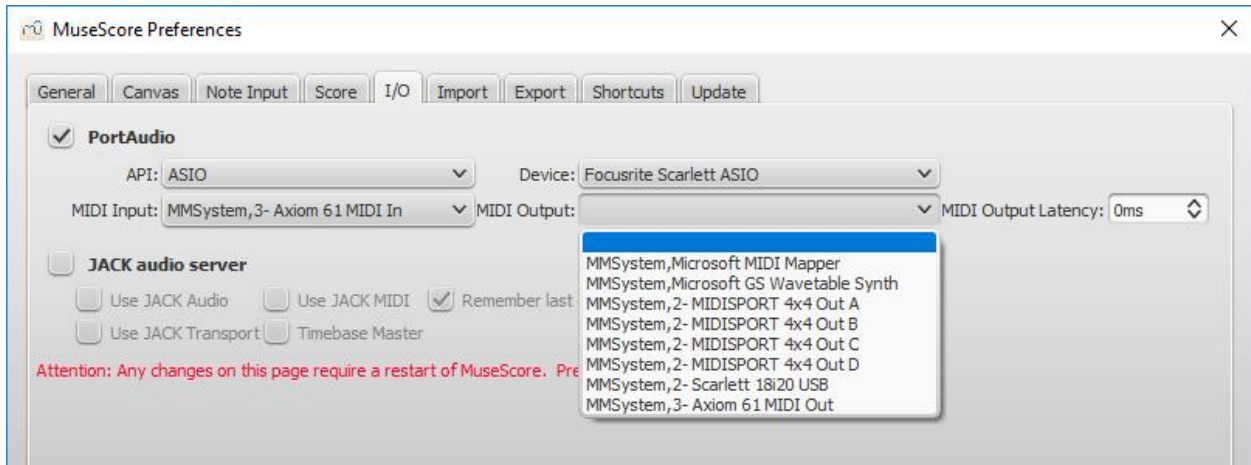 MuseScore Preferences
General Canvas Note Input Score I/O Import Export Shortcuts Update
PortAudio
API: ASIO Device: Focusrite Scarlett ASIO
MIDI Input: MMSystem,3- Axiom 61 MIDI In MIDI Output: MIDI Output Latency: 0ms
JACK audio server
Use JACK Audio Use JACK MIDI Remember last
Use JACK Transport Timebase Master
Attention: Any changes on this page require a restart of MuseScore. Pre
MMSystem,Microsoft MIDI Mapper
MMSystem,Microsoft GS Wavetable Synth
MMSystem,2- MIDISPORT 4x4 Out A
MMSystem,2- MIDISPORT 4x4 Out B
MMSystem,2- MIDISPORT 4x4 Out C
MMSystem,2- MIDISPORT 4x4 Out D
MMSystem,2- Scarlett 18i20 USB
MMSystem,3- Axiom 61 MIDI Out